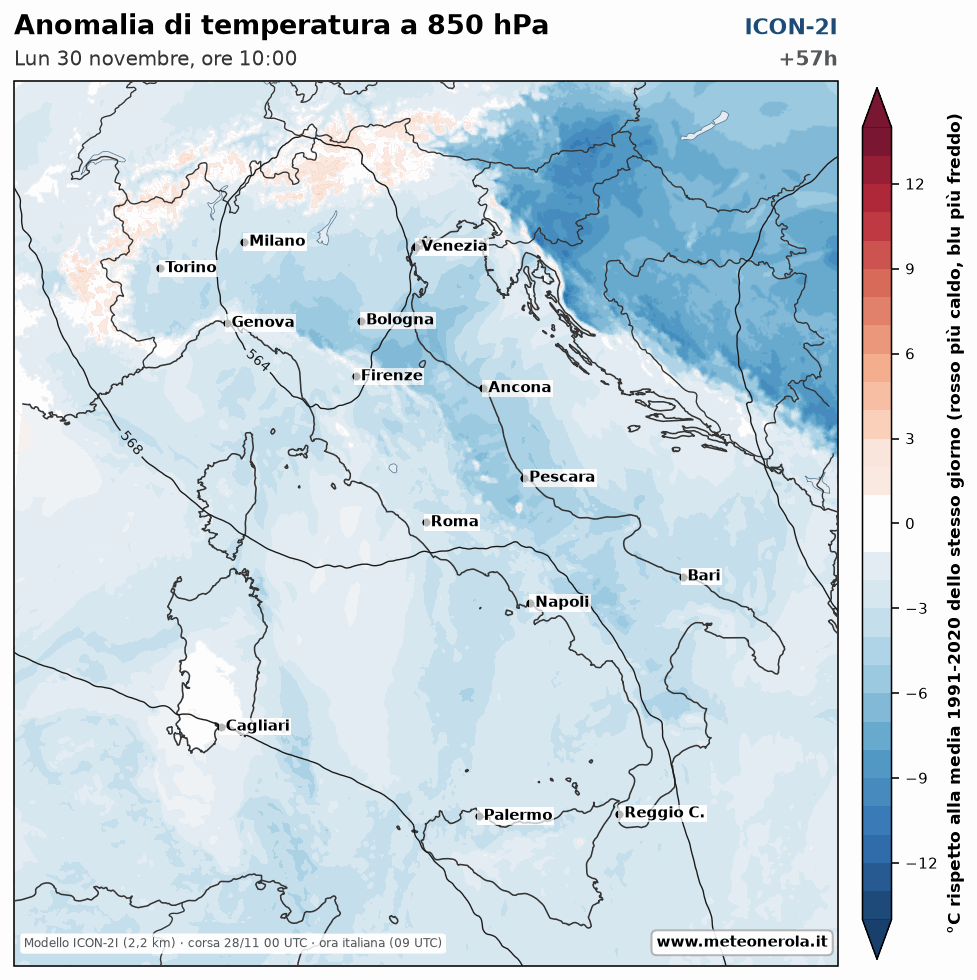 Anomalia di temperatura a 850 hPa
ICON-2I
Lun 30 novembre, ore 10:00
+57h
Milano
Venezia
Torino
Genova
Bologna
564
Firenze
Ancona
568
Pescara
Roma
Bari
Napoli
Cagliari
Palermo
Reggio C.
12
9
6
3
0
−3
−6
−9
−12
°C rispetto alla media 1991-2020 dello stesso giorno (rosso più caldo, blu più freddo)
Modello ICON-2I (2,2 km) · corsa 28/11 00 UTC · ora italiana (09 UTC)
www.meteonerola.it